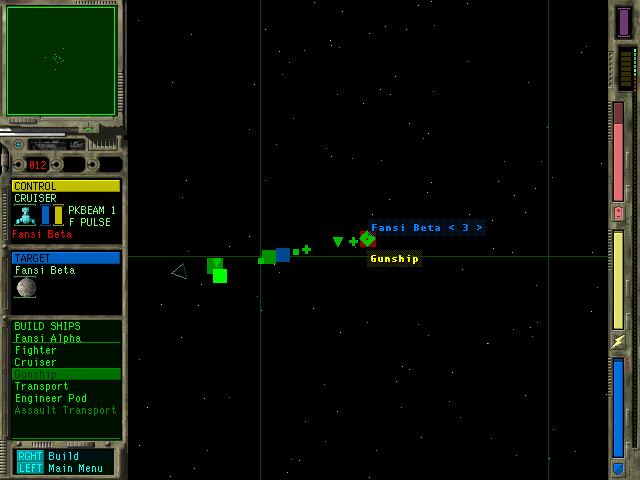 012
CONTROL
CRUISER
PKBEAM 1
F PULSE
Fansi Beta
TARGET
Fansi Beta
BUILD SHIPS
Fansi Alpha
Fighter
Cruiser
Gunship
Transport
Engineer Pod
Assault Transport
RGHT Build
LEFT Main Menu
Fansi Beta < 3 >
Gunship